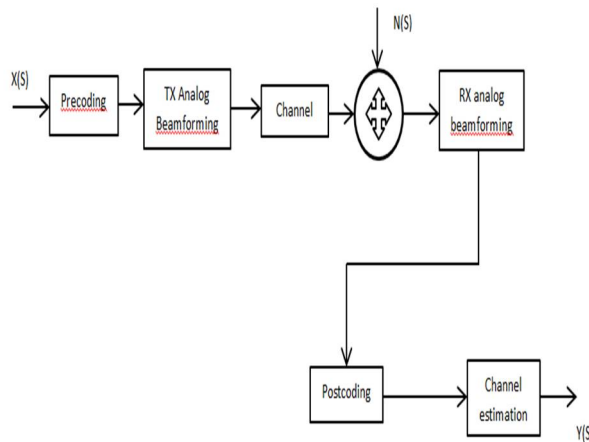 N(S)
X(S)
Precoding
TX Analog
Beamforming
Channel
RX analog
beamforming
Postcoding
Channel
estimation
Y(S